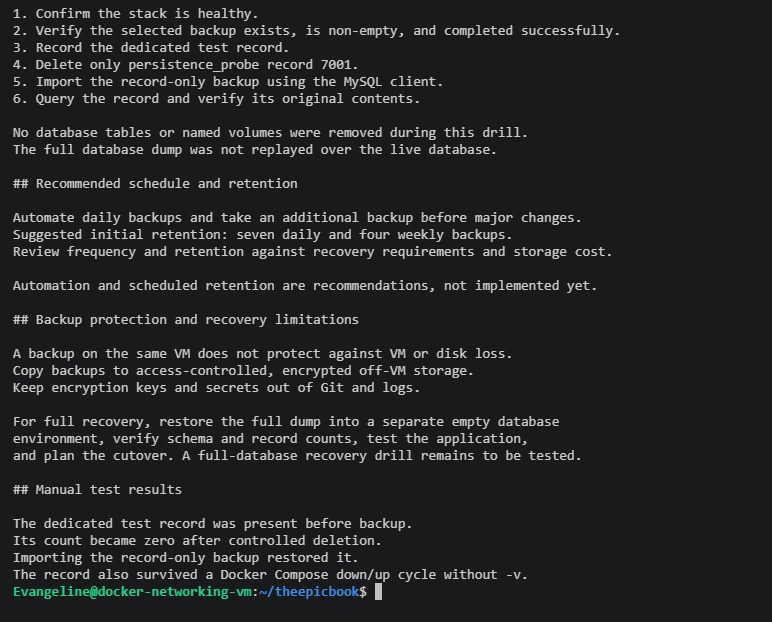 1. Confirm the stack is healthy.
2. Verify the selected backup exists, is non-empty, and completed successfully.
3. Record the dedicated test record.
4. Delete only persistence_probe record 7001.
5. Import the record-only backup using the MySQL client.
6. Query the record and verify its original contents.
No database tables or named volumes were removed during this drill.
The full database dump was not replayed over the live database.
## Recommended schedule and retention
Automate daily backups and take an additional backup before major changes.
Suggested initial retention: seven daily and four weekly backups.
Review frequency and retention against recovery requirements and storage cost.
Automation and scheduled retention are recommendations, not implemented yet.
## Backup protection and recovery limitations
A backup on the same VM does not protect against VM or disk loss.
Copy backups to access-controlled, encrypted off-VM storage.
Keep encryption keys and secrets out of Git and logs.
For full recovery, restore the full dump into a separate empty database
environment, verify schema and record counts, test the application,
and plan the cutover. A full-database recovery drill remains to be tested.
## Manual test results
The dedicated test record was present before backup.
Its count became zero after controlled deletion.
Importing the record-only backup restored it.
The record also survived a Docker Compose down/up cycle without -v.
Evangeline@docker-networking-vm:~/theepicbook$